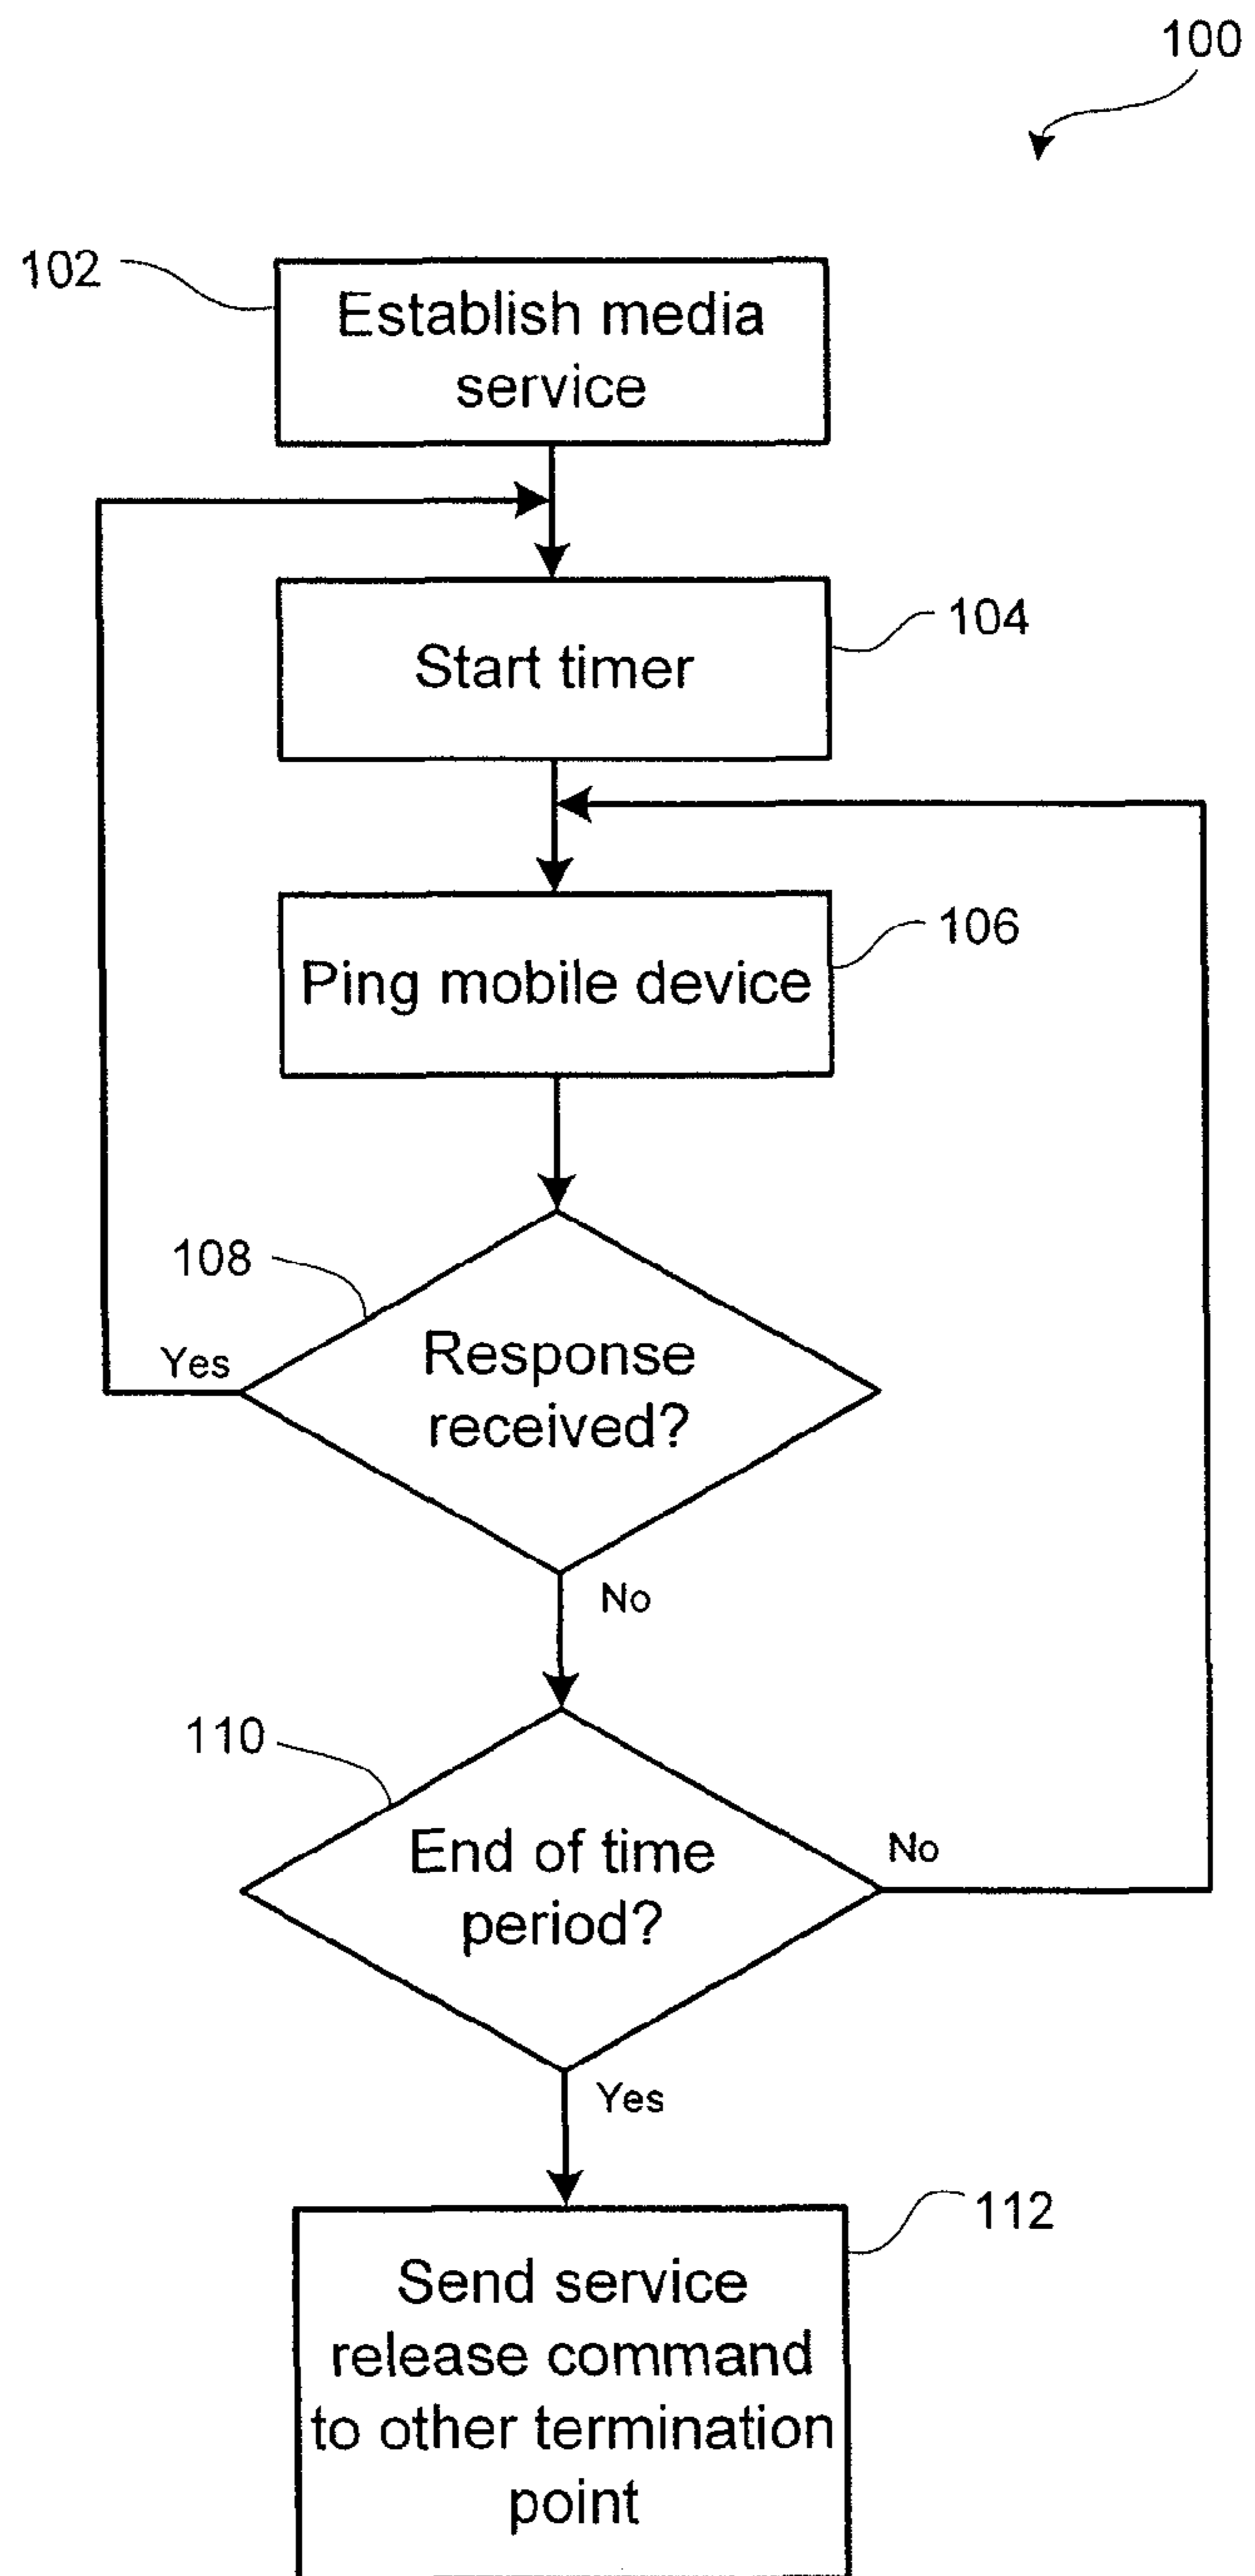 100
102
Establish media
service
104
Start timer
106
Ping mobile device
108
Yes
Response
received?
No
110
End of time
period?
No
Yes
112
Send service
release command
to other termination
point